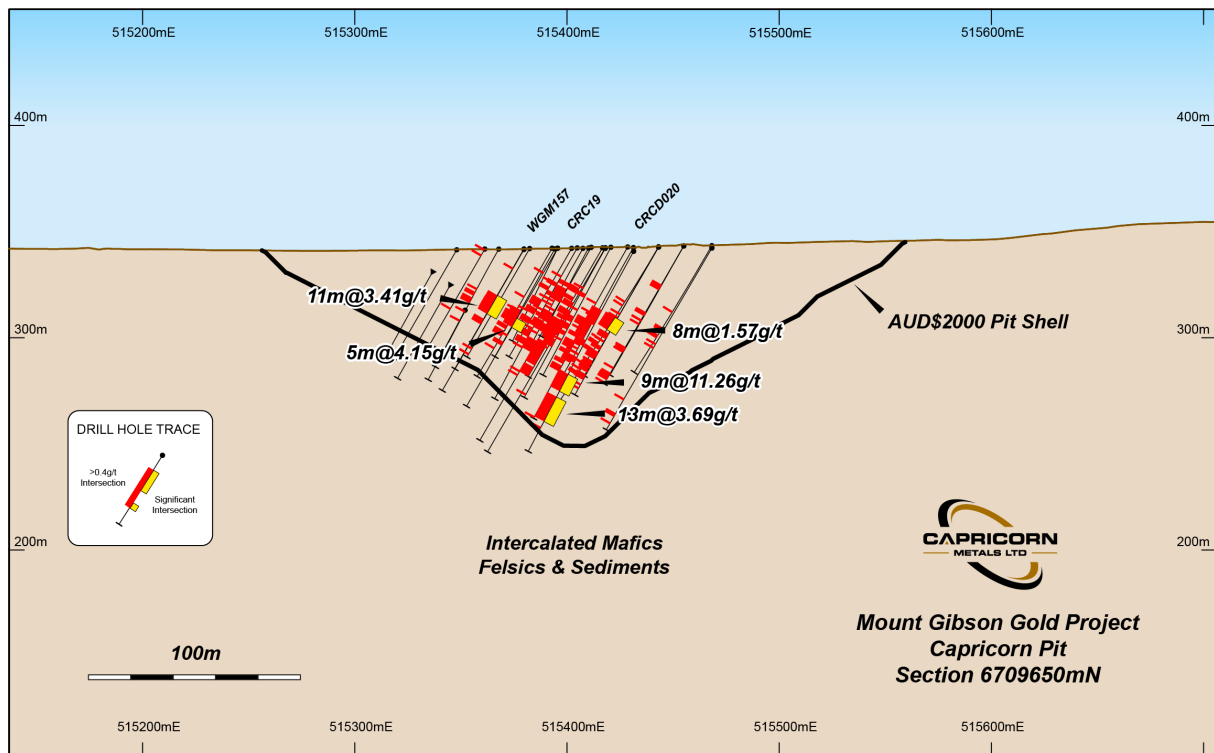 515200mE
515300mE
515400mE
515500mE
515600mE
400m
400m
WGM157
CRC19
CRCD020
11m@3.41g/t
5m@4.15g/t
8m@1.57g/t
9m@11.26g/t
13m@3.69g/t
AUD$2000 Pit Shell
300m
300m
DRILL HOLE TRACE
>0.4g/t
Intersection
Significant
Intersection
200m
200m
Intercalated Mafics
Felsics & Sediments
CAPRICORN
METALS LTD
Mount Gibson Gold Project
Capricorn Pit
Section 6709650mN
100m
515200mE
515300mE
515400mE
515500mE
515600mE